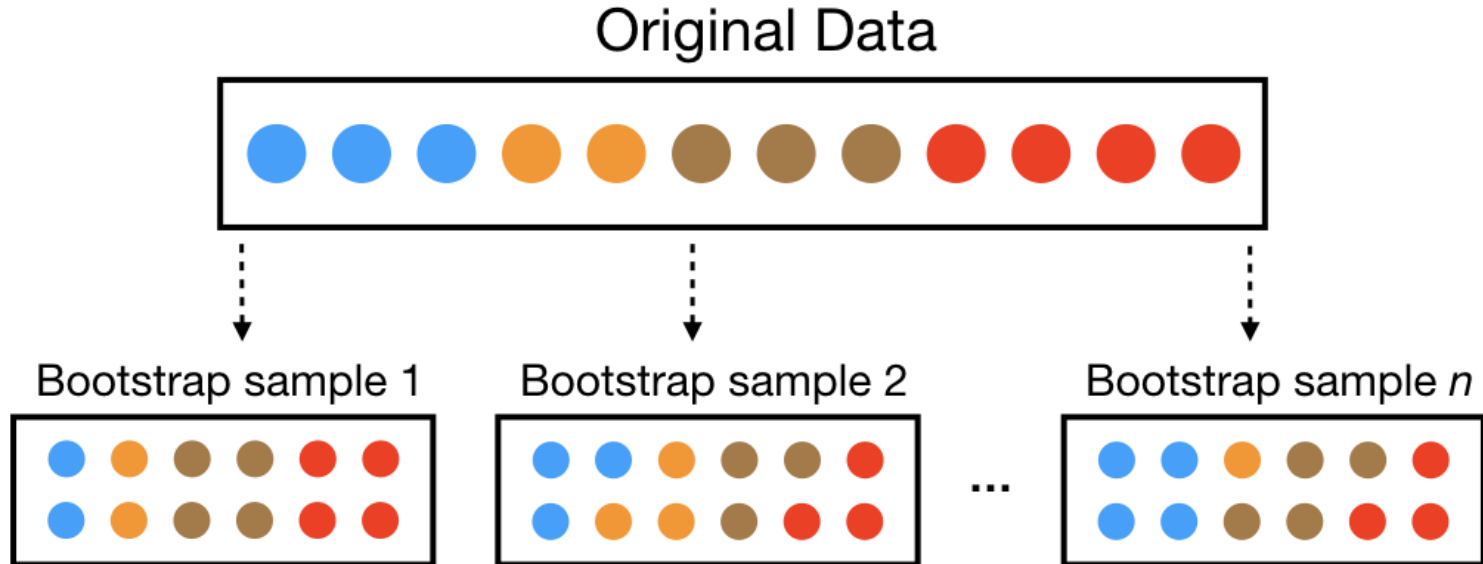 Original Data
Bootstrap sample 1
Bootstrap sample 2
Bootstrap sample n
...